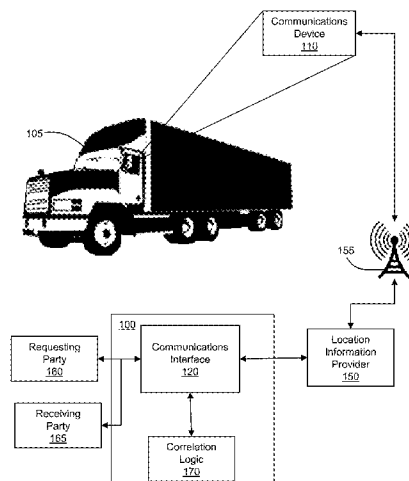 Communications
Device
110
105
155
100
Requesting
Party
160
Communications
Interface
120
Location
Information
Provider
150
Receiving
Party
165
Correlation
Logic
170